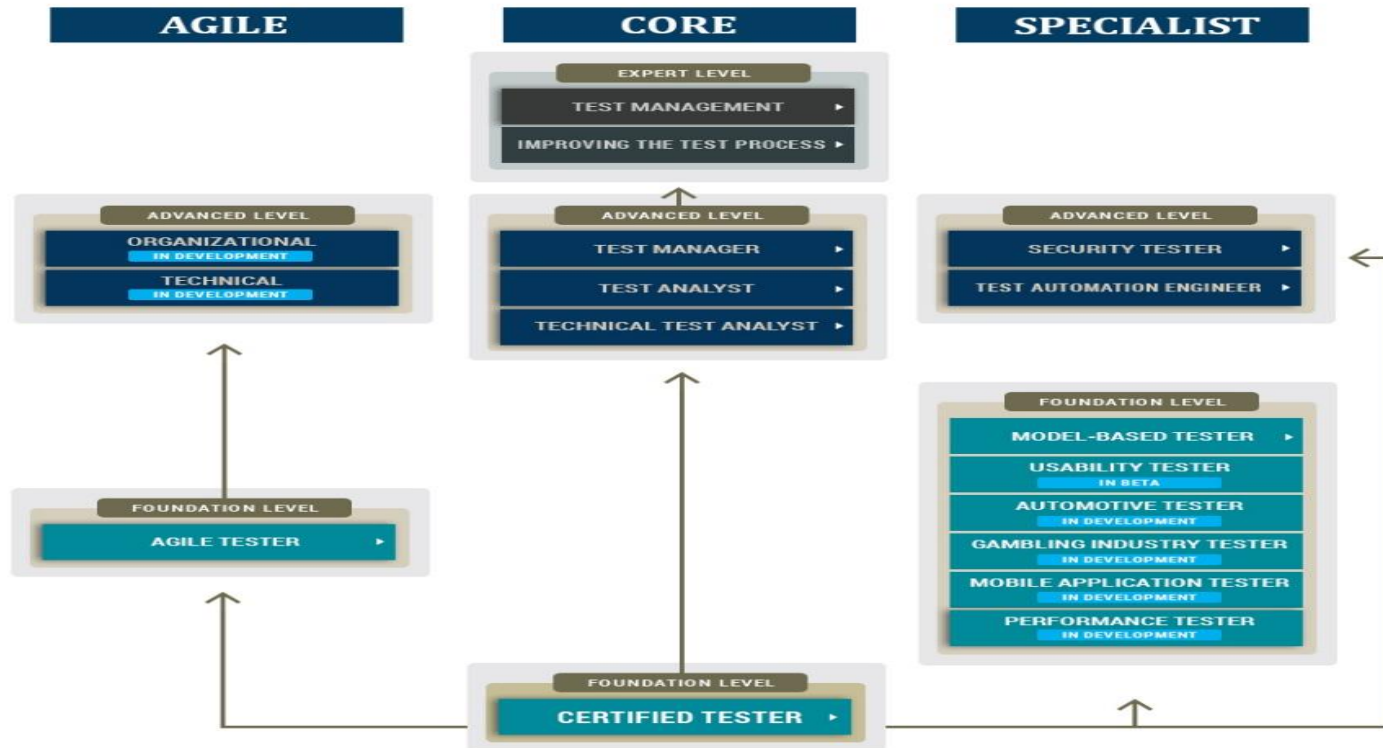 AGILE
CORE
SPECIALIST
EXPERT LEVEL
TEST MANAGEMENT
IMPROVING THE TEST PROCESS
ADVANCED LEVEL
ORGANIZATIONAL
IN DEVELOPMENT
TECHNICAL
IN DEVELOPMENT
ADVANCED LEVEL
TEST MANAGER
TEST ANALYST
TECHNICAL TEST ANALYST
ADVANCED LEVEL
SECURITY TESTER
TEST AUTOMATION ENGINEER
FOUNDATION LEVEL
AGILE TESTER
FOUNDATION LEVEL
MODEL-BASED TESTER
USABILITY TESTER
IN BETA
AUTOMOTIVE TESTER
IN DEVELOPMENT
GAMBLING INDUSTRY TESTER
IN DEVELOPMENT
MOBILE APPLICATION TESTER
IN DEVELOPMENT
PERFORMANCE TESTER
IN DEVELOPMENT
FOUNDATION LEVEL
CERTIFIED TESTER